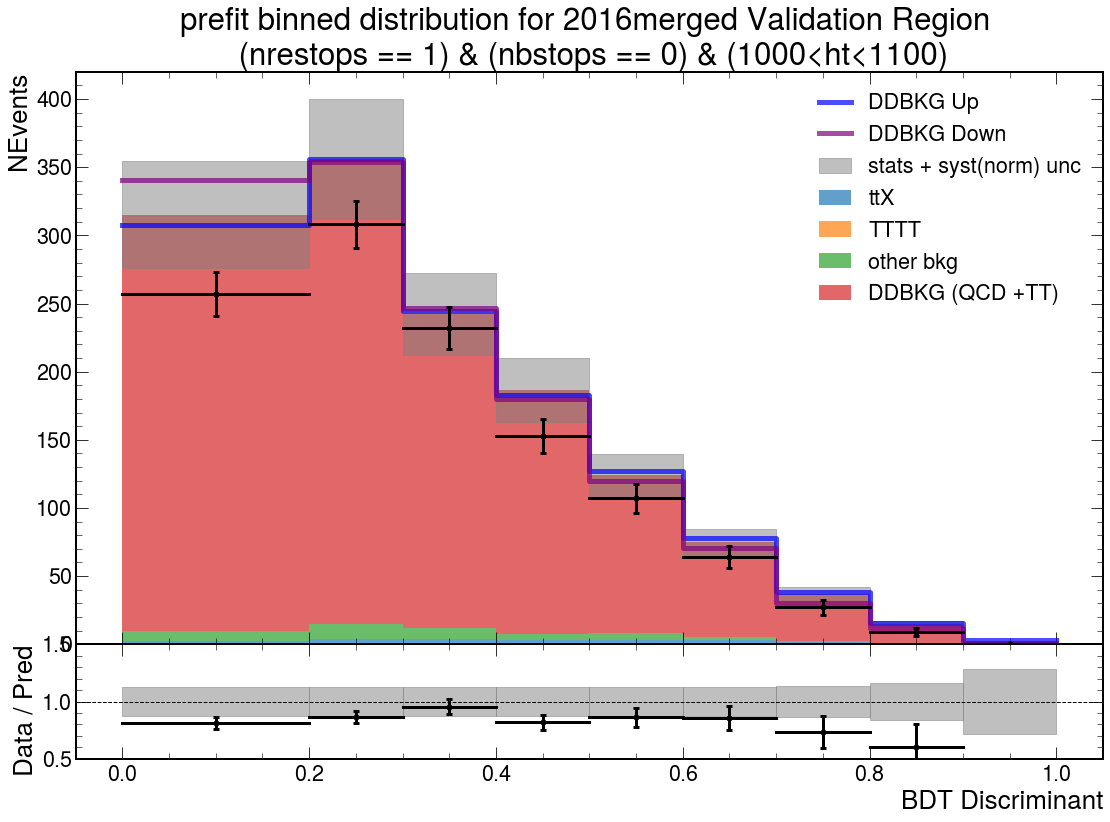 prefit binned distribution for 2016merged Validation Region
(nrestops == 1) & (nbstops == 0) & (1000<ht<1100)
NEvents
400
350
300
250
200
150
100
50
0
DDBKG Up
DDBKG Down
stats + syst(norm) unc
ttX
TTTT
other bkg
DDBKG (QCD +TT)
Data / Pred
1.5
1.0
0.5
0.0
0.2
0.4
0.6
0.8
1.0
BDT Discriminant